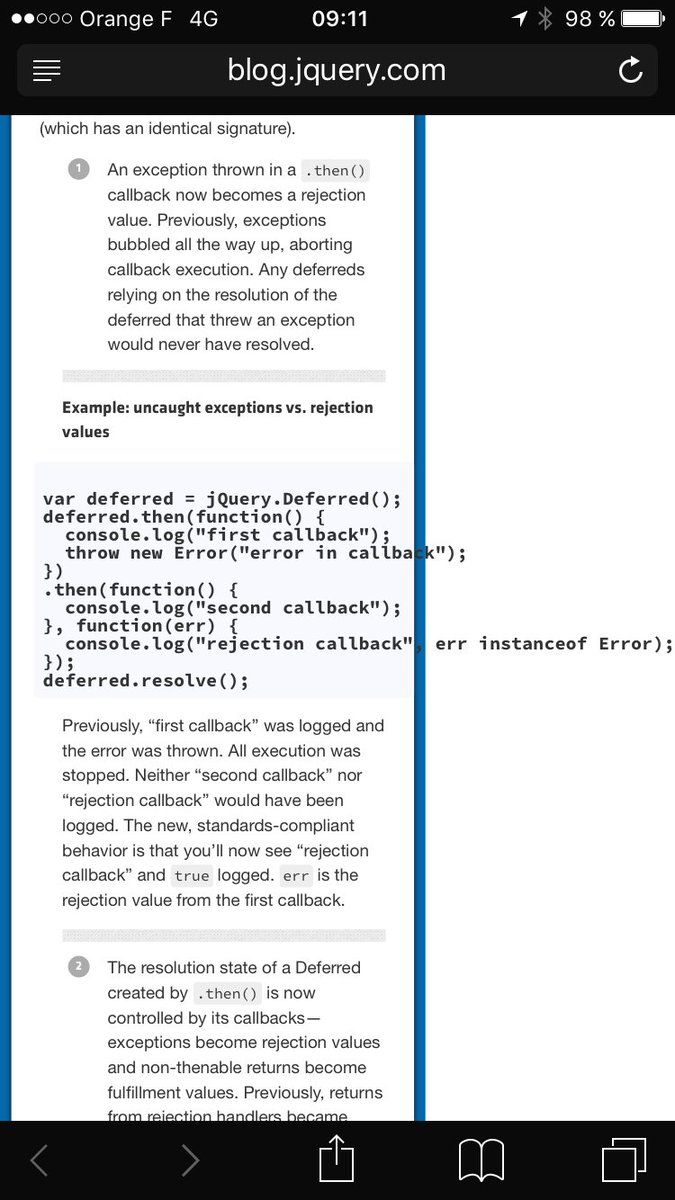 Orange F 4G 09:11 98 %
blog.jquery.com
(which has an identical signature).
1 An exception thrown in a .then()
callback now becomes a rejection
value. Previously, exceptions
bubbled all the way up, aborting
callback execution. Any deferreds
relying on the resolution of the
deferred that threw an exception
would never have resolved.
Example: uncaught exceptions vs. rejection
values
var deferred = jQuery.Deferred();
deferred.then(function() {
  console.log("first callback");
  throw new Error("error in callback");
})
.then(function() {
  console.log("second callback");
}, function(err) {
  console.log("rejection callback", err instanceof Error);
});
deferred.resolve();
Previously, “first callback” was logged and
the error was thrown. All execution was
stopped. Neither “second callback” nor
“rejection callback” would have been
logged. The new, standards-compliant
behavior is that you’ll now see “rejection
callback” and true logged. err is the
rejection value from the first callback.
2 The resolution state of a Deferred
created by .then() is now
controlled by its callbacks—
exceptions become rejection values
and non-thenable returns become
fulfillment values. Previously, returns
from rejection handlers became